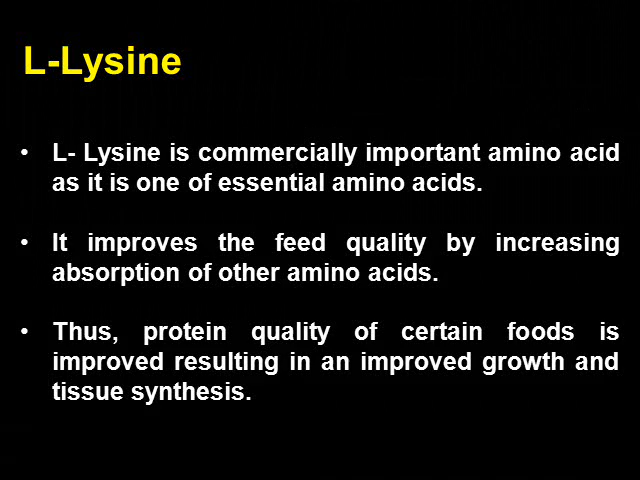 L-Lysine
• L- Lysine is commercially important amino acid
as it is one of essential amino acids.
• It improves the feed quality by increasing
absorption of other amino acids.
• Thus, protein quality of certain foods is
improved resulting in an improved growth and
tissue synthesis.